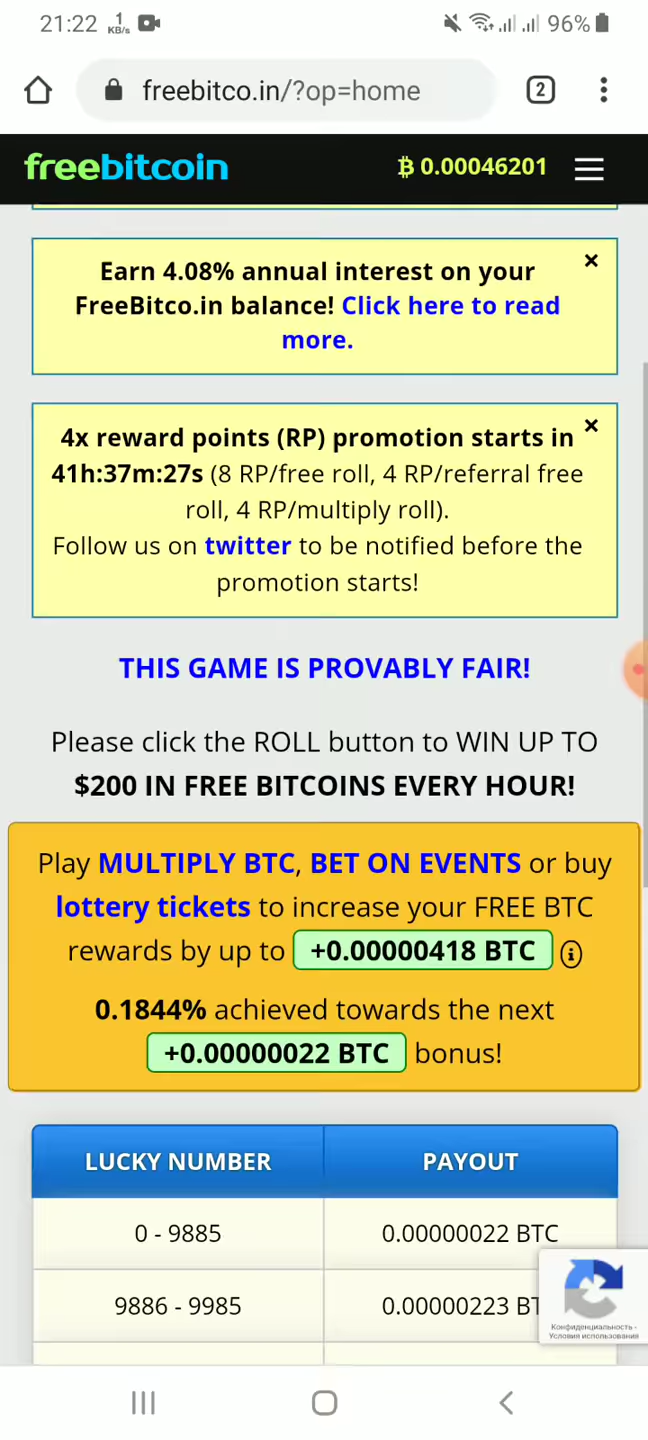 21:22 1 KB/s 96%
freebitco.in/?op=home 2
freebitcoin ₿ 0.00046201
Earn 4.08% annual interest on your ×
FreeBitco.in balance! Click here to read
more.
4x reward points (RP) promotion starts in ×
41h:37m:27s (8 RP/free roll, 4 RP/referral free
roll, 4 RP/multiply roll).
Follow us on twitter to be notified before the
promotion starts!
THIS GAME IS PROVABLY FAIR!
Please click the ROLL button to WIN UP TO
$200 IN FREE BITCOINS EVERY HOUR!
Play MULTIPLY BTC, BET ON EVENTS or buy
lottery tickets to increase your FREE BTC
rewards by up to +0.00000418 BTC i
0.1844% achieved towards the next
+0.00000022 BTC bonus!
LUCKY NUMBER PAYOUT
0 - 9885 0.00000022 BTC
9886 - 9985 0.00000223 BT
Конфиденциальность -
Условия использования